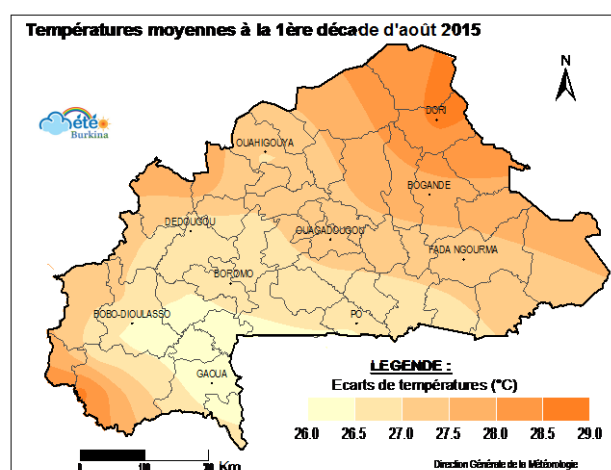 Températures moyennes à la 1ère décade d'août 2015
N
Météo
Burkina
DORI
OUAHIGOUYA
BOGANDE
DEDOUGOU
OUAGADOUGOU
FADA NGOURMA
BOROMO
BOBO-DIOULASSO
PÔ
GAOUA
LEGENDE :
Ecarts de températures (°C)
26.0 26.5 27.0 27.5 28.0 28.5 29.0
0 100 Km
Direction Générale de la Météorologie